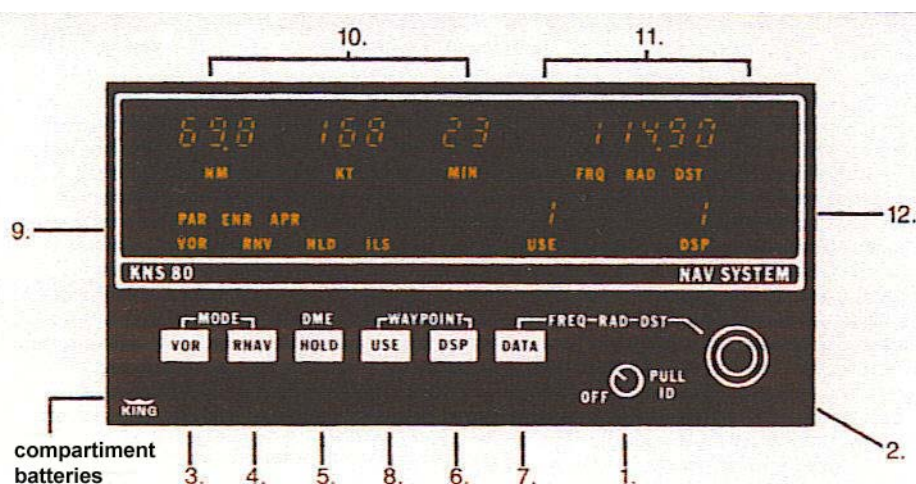 10. 11.
69.8 168 23 114.90
NM KT MIN FRQ RAD DST
PAR ENR APR 1 1
VOR RNV HLD ILS USE DSP
9. 12.
KNS 80 NAV SYSTEM
MODE DME WAYPOINT FREQ-RAD-DST
VOR RNAV HOLD USE DSP DATA
OFF PULL ID
KING
compartiment
batteries
3. 4. 5. 8. 6. 7. 1. 2.